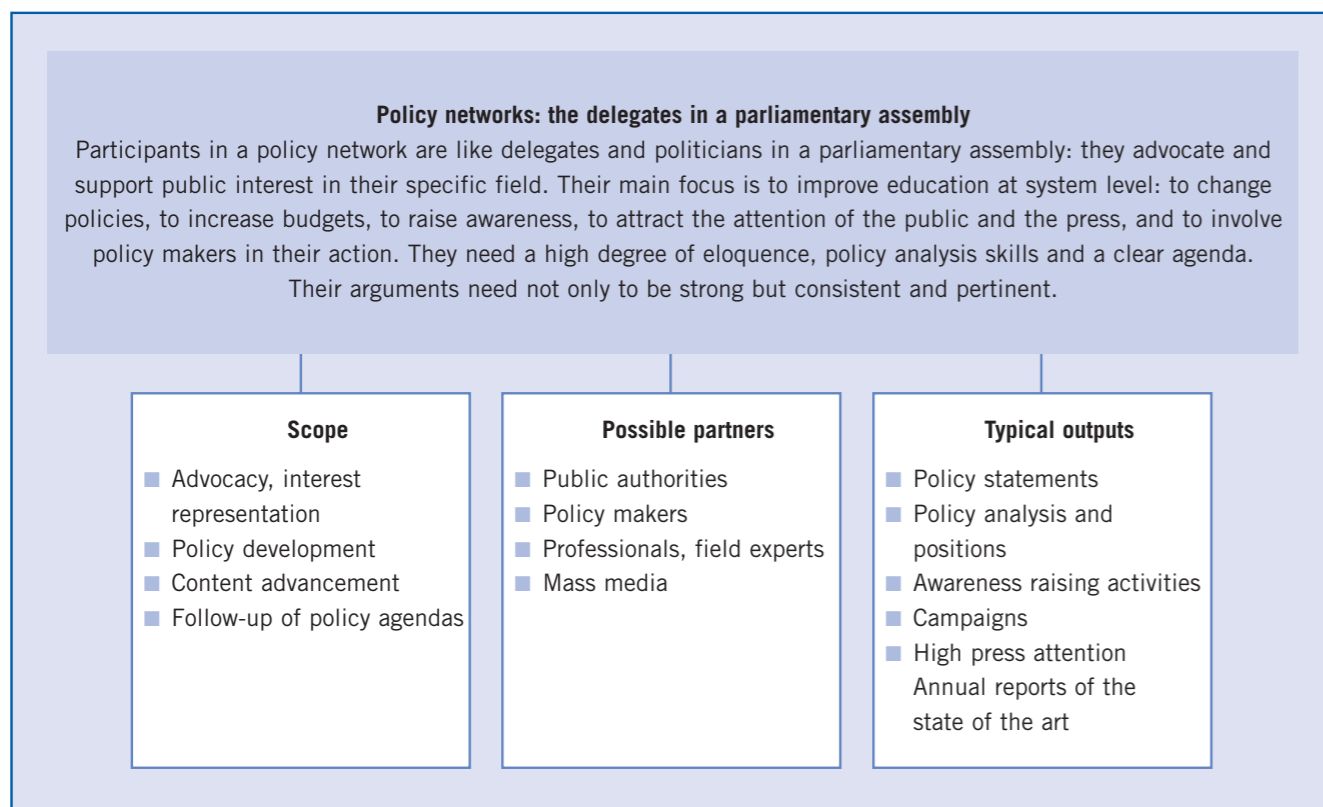 Policy networks: the delegates in a parliamentary assembly
Participants in a policy network are like delegates and politicians in a parliamentary assembly: they advocate and
support public interest in their specific field. Their main focus is to improve education at system level: to change
policies, to increase budgets, to raise awareness, to attract the attention of the public and the press, and to involve
policy makers in their action. They need a high degree of eloquence, policy analysis skills and a clear agenda.
Their arguments need not only to be strong but consistent and pertinent.
Scope
■ Advocacy, interest
representation
■ Policy development
■ Content advancement
■ Follow-up of policy agendas
Possible partners
■ Public authorities
■ Policy makers
■ Professionals, field experts
■ Mass media
Typical outputs
■ Policy statements
■ Policy analysis and
positions
■ Awareness raising activities
■ Campaigns
■ High press attention
Annual reports of the
state of the art